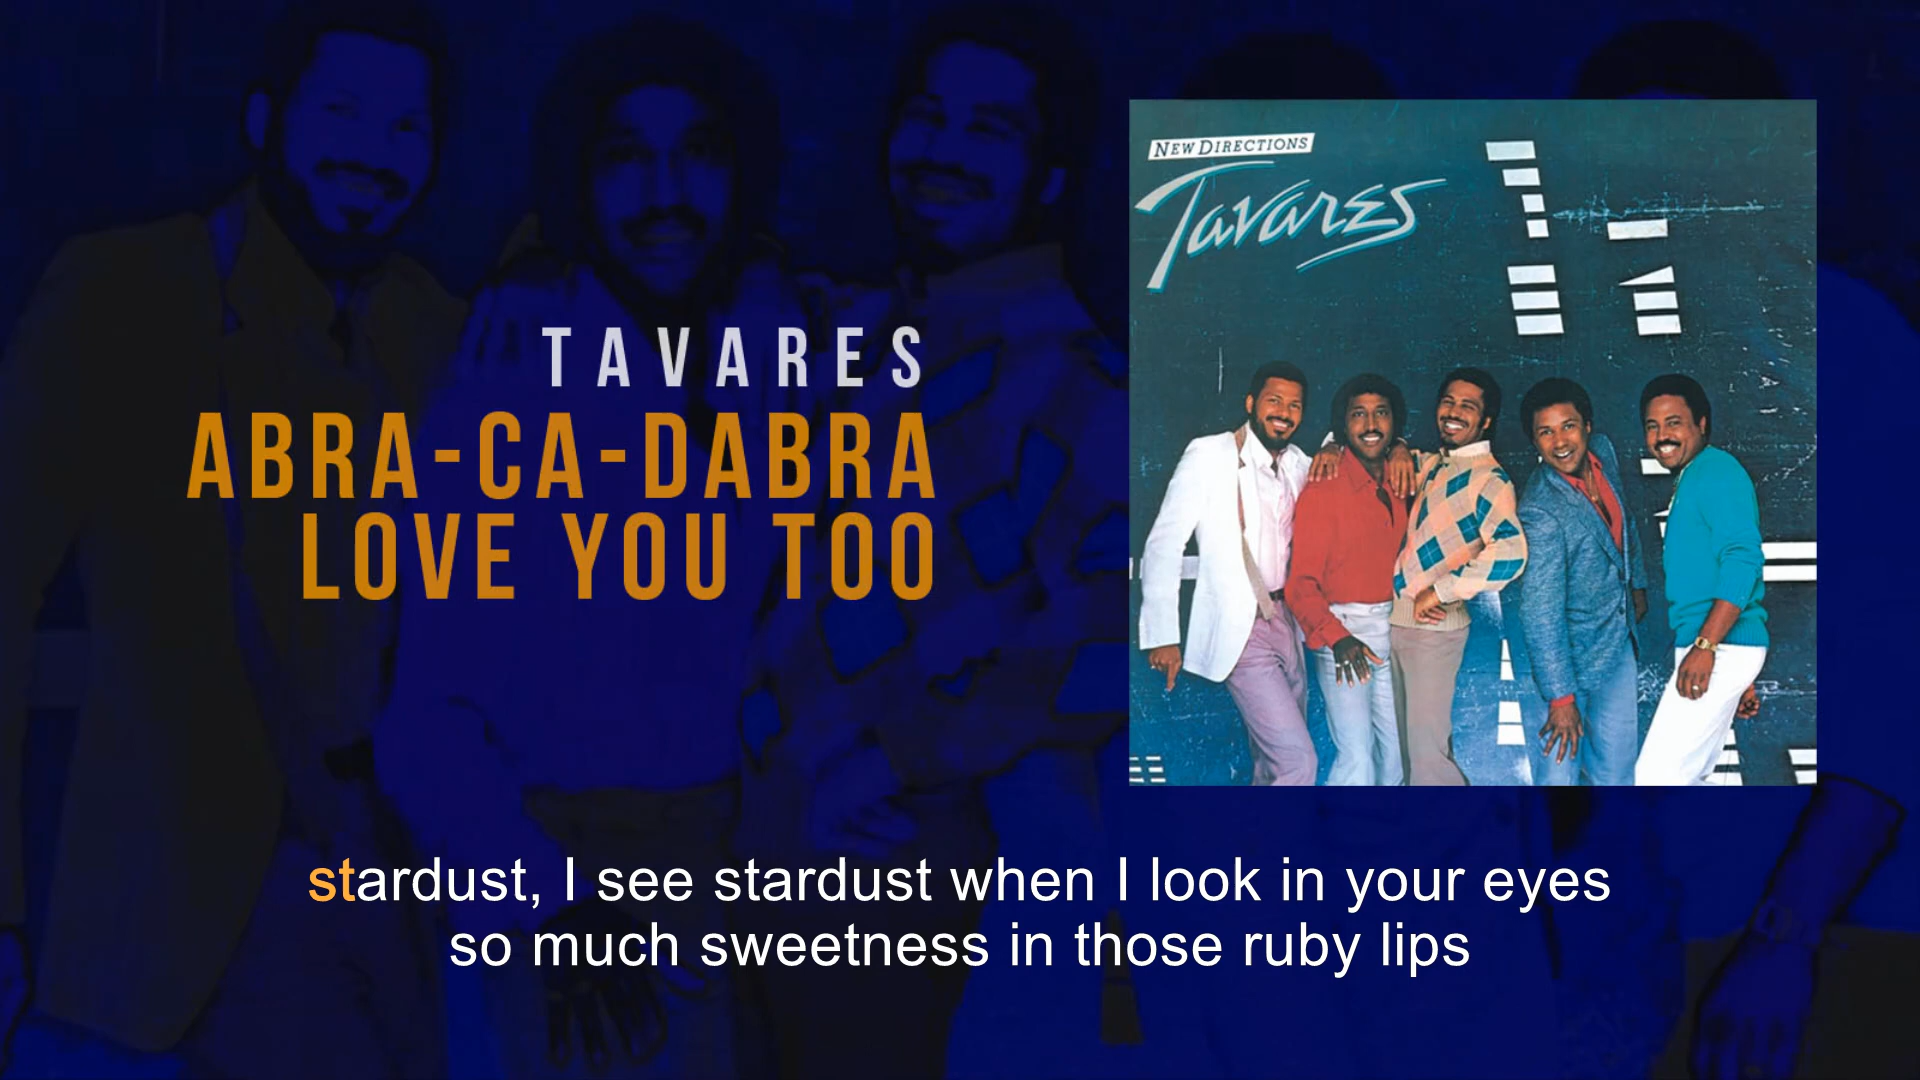 NEW DIRECTIONS
Tavares
TAVARES
ABRA-CA-DABRA
LOVE YOU TOO
stardust, I see stardust when I look in your eyes
so much sweetness in those ruby lips